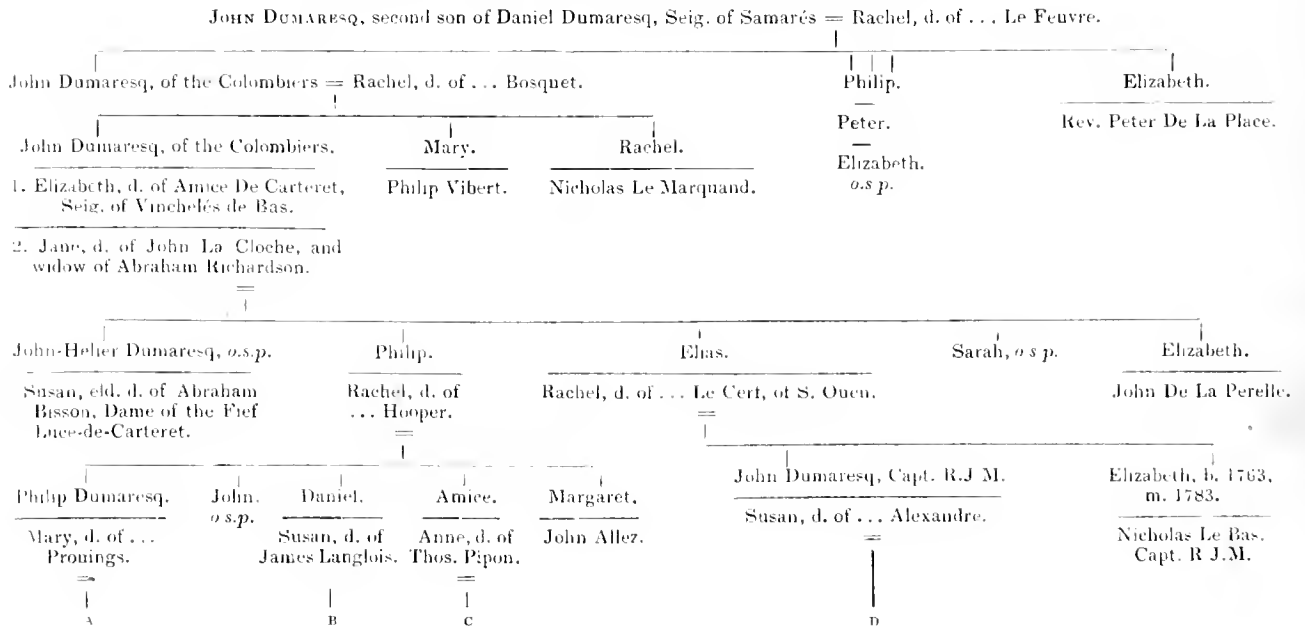 JOHN DUMARESQ, second son of Daniel Dumaresq, Seig. of Samarés = Rachel, d. of ... Le Feuvre.
John Dumaresq, of the Colombiers = Rachel, d. of ... Bosquet.
Philip.
Elizabeth.
Peter.
Rev. Peter De La Place.
Elizabeth.
o.s p.
John Dumaresq, of the Colombiers.
Mary.
Rachel.
1. Elizabeth, d. of Amice De Carteret,
Seig. of Vinchelés de Bas.
Philip Vibert.
Nicholas Le Marquand.
2. Jane, d. of John La Cloche, and
widow of Abraham Richardson.
=
John-Helier Dumaresq, o.s.p.
Philip.
Elias.
Sarah, o s p.
Elizabeth.
Susan, eld. d. of Abraham
Bisson, Dame of the Fief
Luce-de-Carteret.
Rachel, d. of
... Hooper.
=
Rachel, d. of ... Le Cerf, of S. Ouen.
=
John De La Perelle.
Philip Dumaresq.
John.
o s.p.
Daniel.
Amice.
Margaret.
John Dumaresq, Capt. R.J M.
Elizabeth, b. 1763,
m. 1783.
Mary, d. of ...
Prouings.
=
Susan, d. of
James Langlois.
Anne, d. of
Thos. Pipon.
=
John Allez.
Susan, d. of ... Alexandre.
=
Nicholas Le Bas.
Capt. R J.M.
A
B
C
D